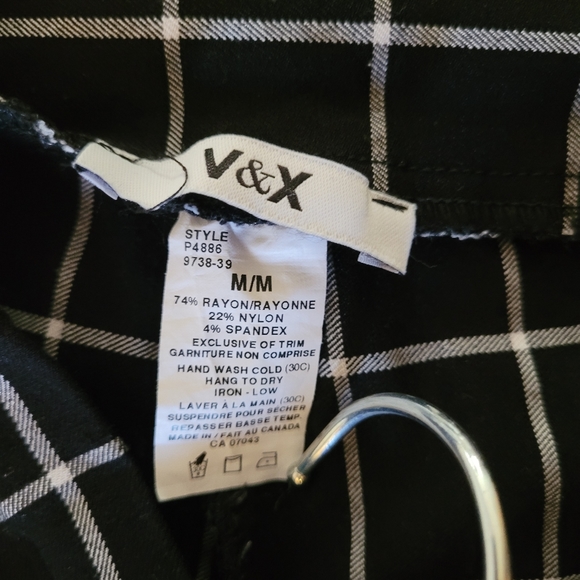 V&X
STYLE
P4886
9738-39
M/M
74% RAYON/RAYONNE
22% NYLON
4% SPANDEX
EXCLUSIVE OF TRIM
GARNITURE NON COMPRISE
HAND WASH COLD (30C)
HANG TO DRY
IRON - LOW
LAVER A LA MAIN (30C)
SUSPENDRE POUR SÉCHER
REPASSER BASSE TEMP.
MADE IN / FAIT AU CANADA
CA 07043